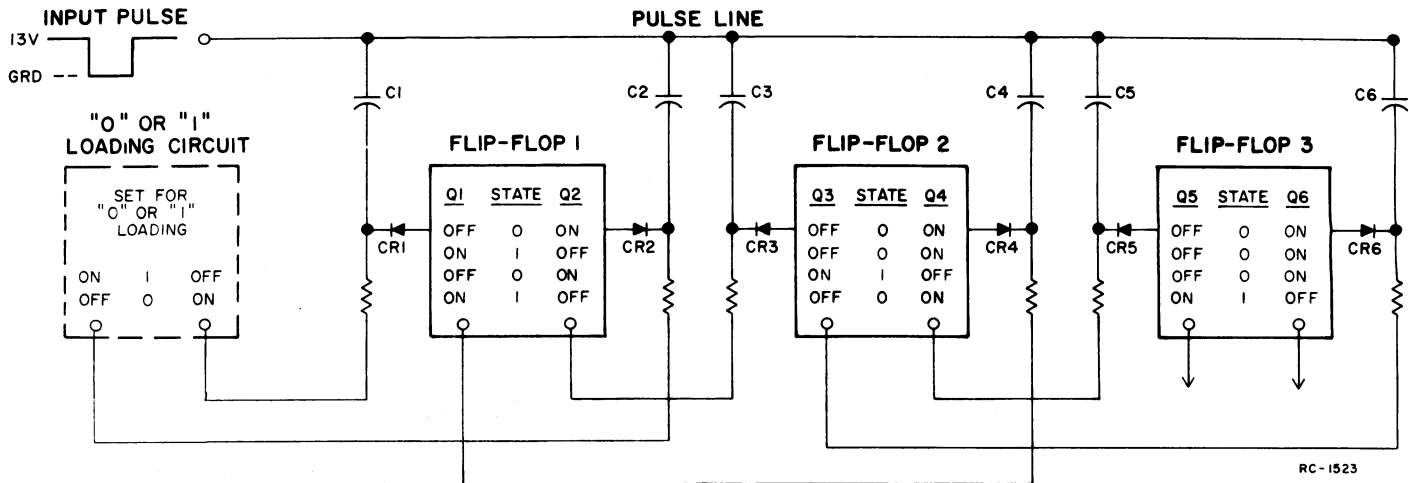 INPUT PULSE
PULSE LINE
13V
GRD
C1
C2
C3
C4
C5
C6
"O" OR "I"
LOADING CIRCUIT
SET FOR
"O" OR "I"
LOADING
ON I OFF
OFF O ON
FLIP-FLOP 1
Q1 STATE Q2
OFF O ON
ON I OFF
OFF O ON
ON I OFF
CR1
CR2
FLIP-FLOP 2
Q3 STATE Q4
OFF O ON
OFF O ON
ON I OFF
OFF O ON
CR3
CR4
FLIP-FLOP 3
Q5 STATE Q6
OFF O ON
OFF O ON
OFF O ON
ON I OFF
CR5
CR6
RC-1523